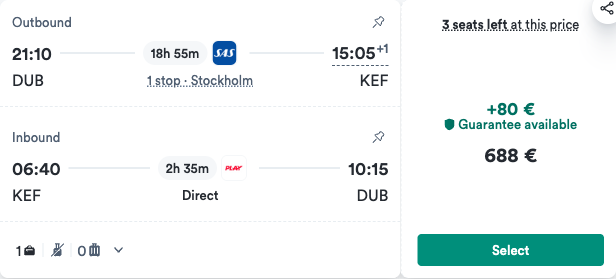 Outbound
21:10
18h 55m
SAS
15:05+1
DUB
1 stop · Stockholm
KEF
Inbound
06:40
2h 35m
PLAY
10:15
KEF
Direct
DUB
1
0
3 seats left at this price
+80 €
Guarantee available
688 €
Select